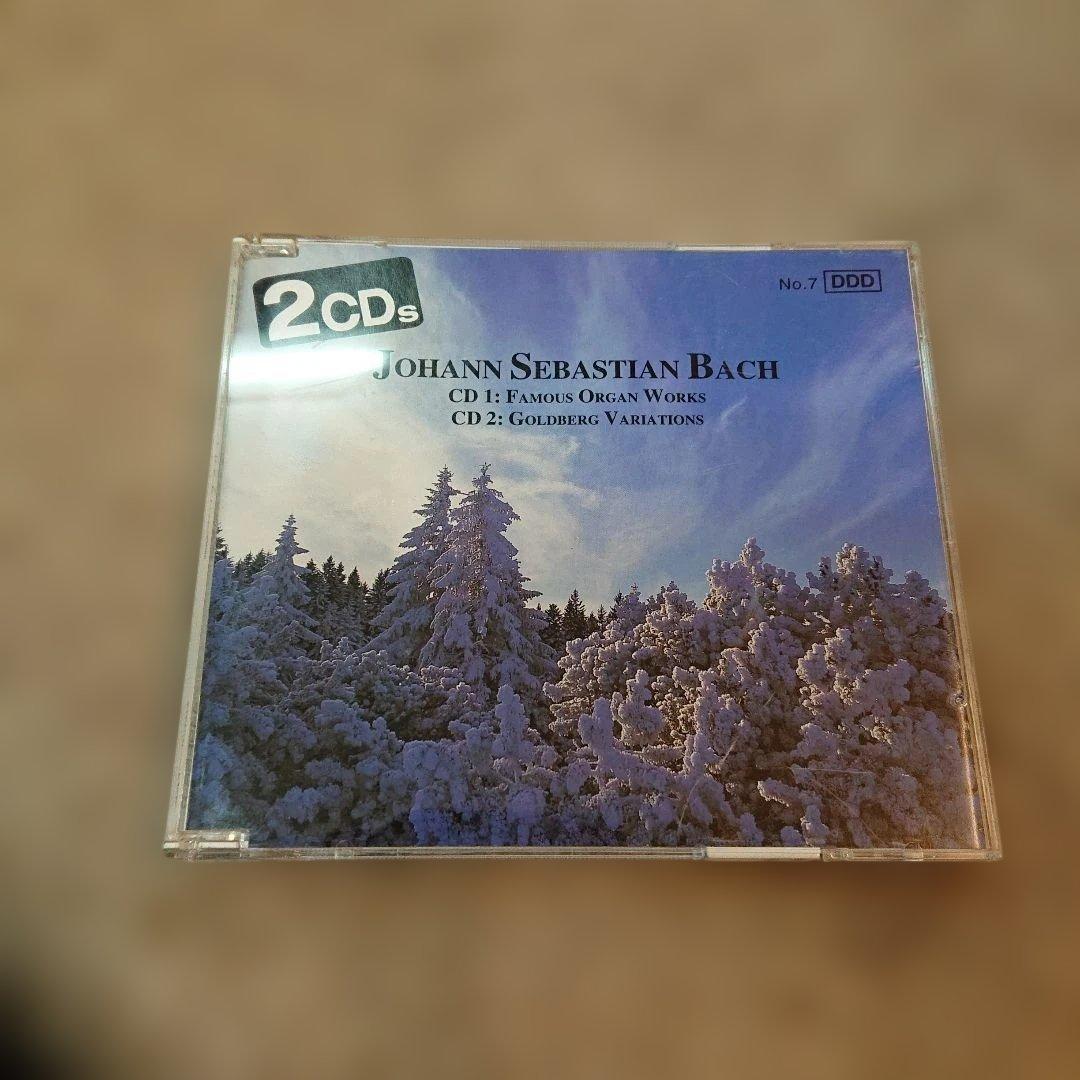 2CDs
No.7 DDD
JOHANN SEBASTIAN BACH
CD 1: FAMOUS ORGAN WORKS
CD 2: GOLDBERG VARIATIONS